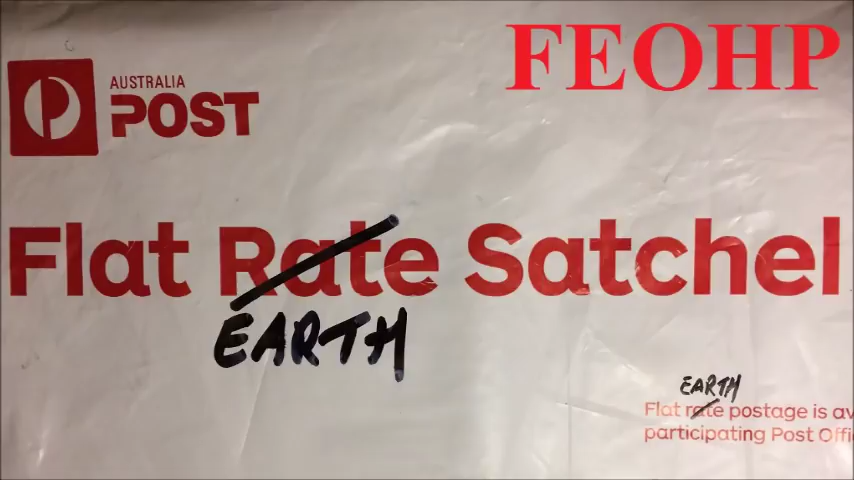 FEOHP
AUSTRALIA
POST
Flat Rate Satchel
EARTH
EARTH
Flat rate postage is av
participating Post Offi